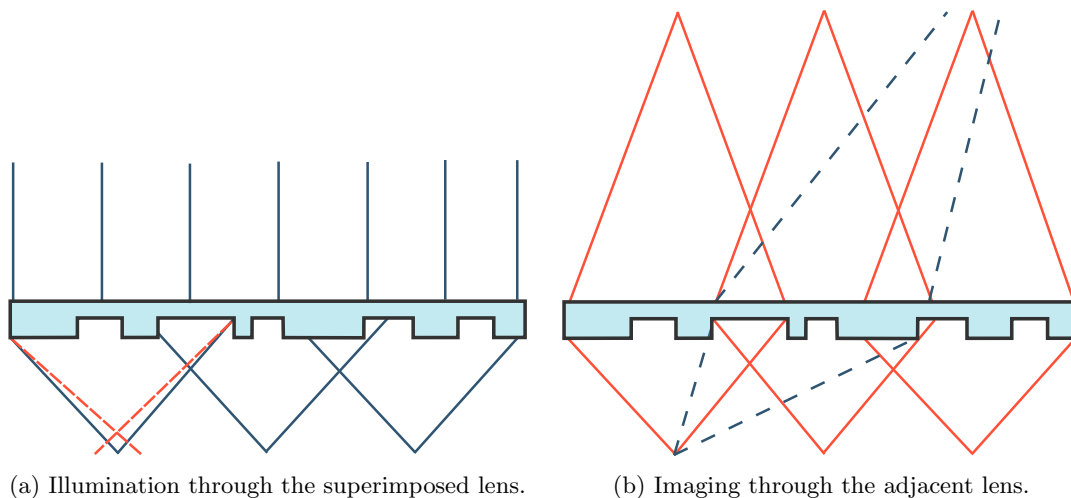 (a) Illumination through the superimposed lens.
(b) Imaging through the adjacent lens.